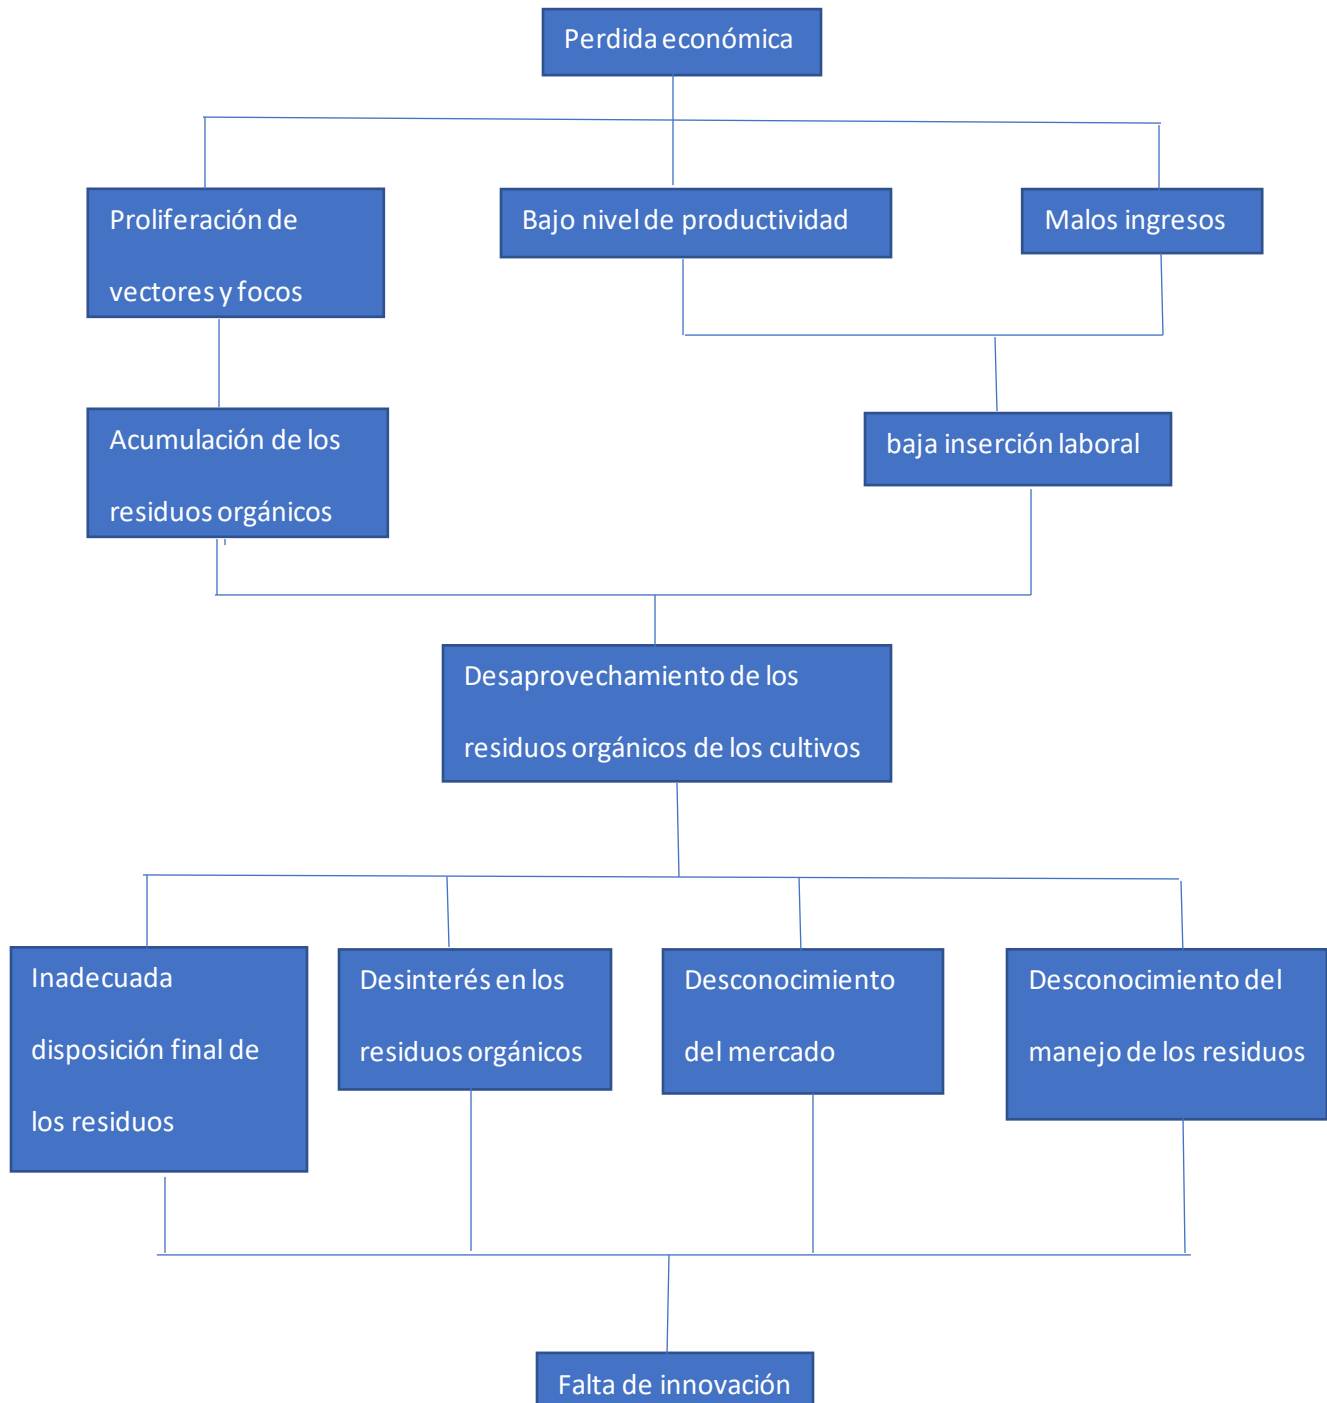 Perdida económica
Proliferación de
vectores y focos
Bajo nivel de productividad
Malos ingresos
Acumulación de los
residuos orgánicos
baja inserción laboral
Desaprovechamiento de los
residuos orgánicos de los cultivos
Inadecuada
disposición final de
los residuos
Desinterés en los
residuos orgánicos
Desconocimiento
del mercado
Desconocimiento del
manejo de los residuos
Falta de innovación